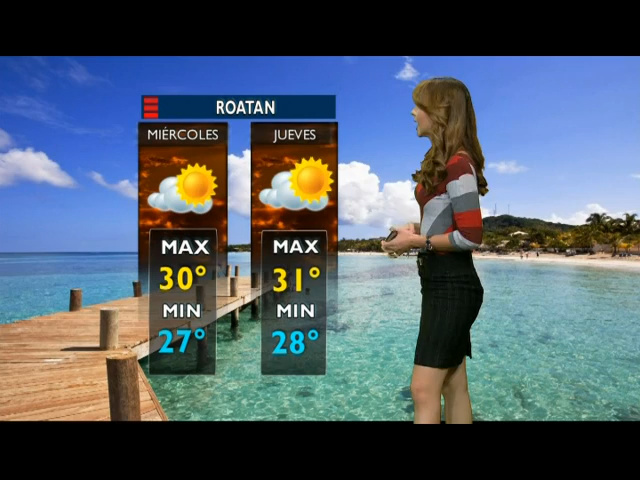 ROATAN
MIÉRCOLES JUEVES
MAX MAX
30° 31°
MIN MIN
27° 28°